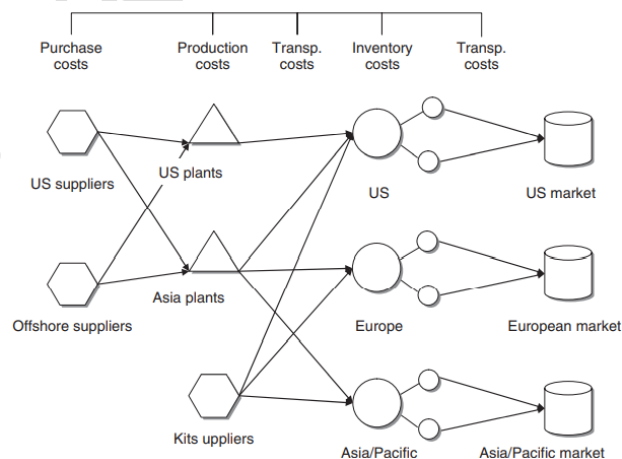 Purchase costs
Production costs
Transp. costs
Inventory costs
Transp. costs
US suppliers
US plants
US
US market
Offshore suppliers
Asia plants
Europe
European market
Kits uppliers
Asia/Pacific
Asia/Pacific market